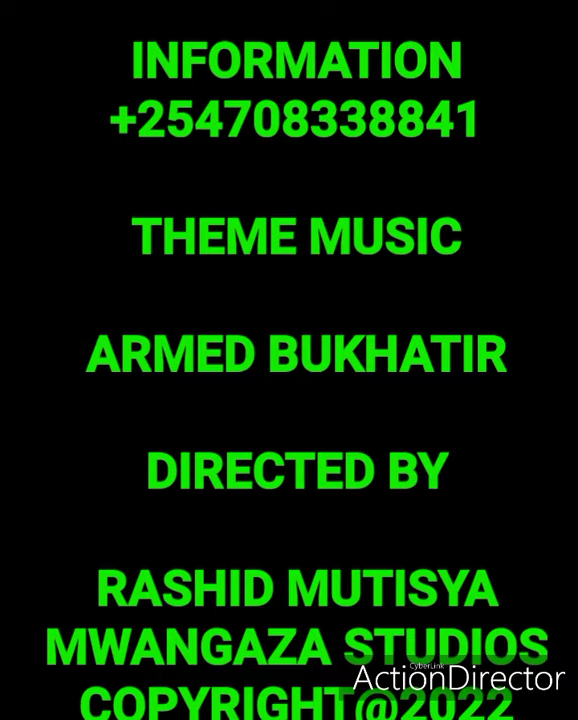 INFORMATION
+254708338841
THEME MUSIC
ARMED BUKHATIR
DIRECTED BY
RASHID MUTISYA
MWANGAZA STUDIOS
CyberLink
ActionDirector
COPYRIGHT@2022